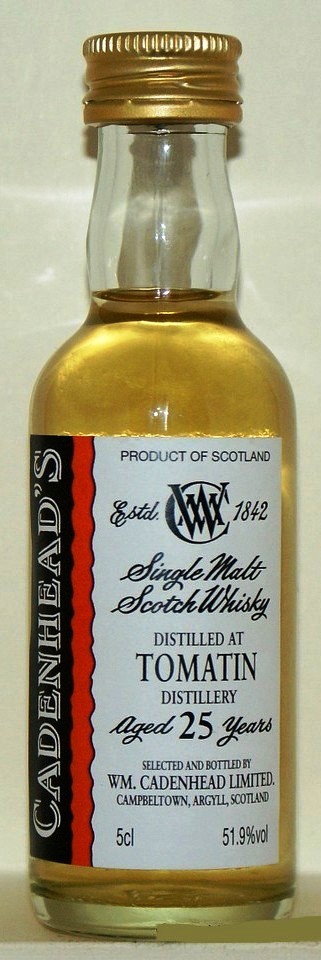 CADENHEAD'S
PRODUCT OF SCOTLAND
Estd. WC 1842
Single Malt
Scotch Whisky
DISTILLED AT
TOMATIN
DISTILLERY
Aged 25 Years
SELECTED AND BOTTLED BY
WM. CADENHEAD LIMITED.
CAMPBELTOWN, ARGYLL, SCOTLAND
5cl 51.9%vol